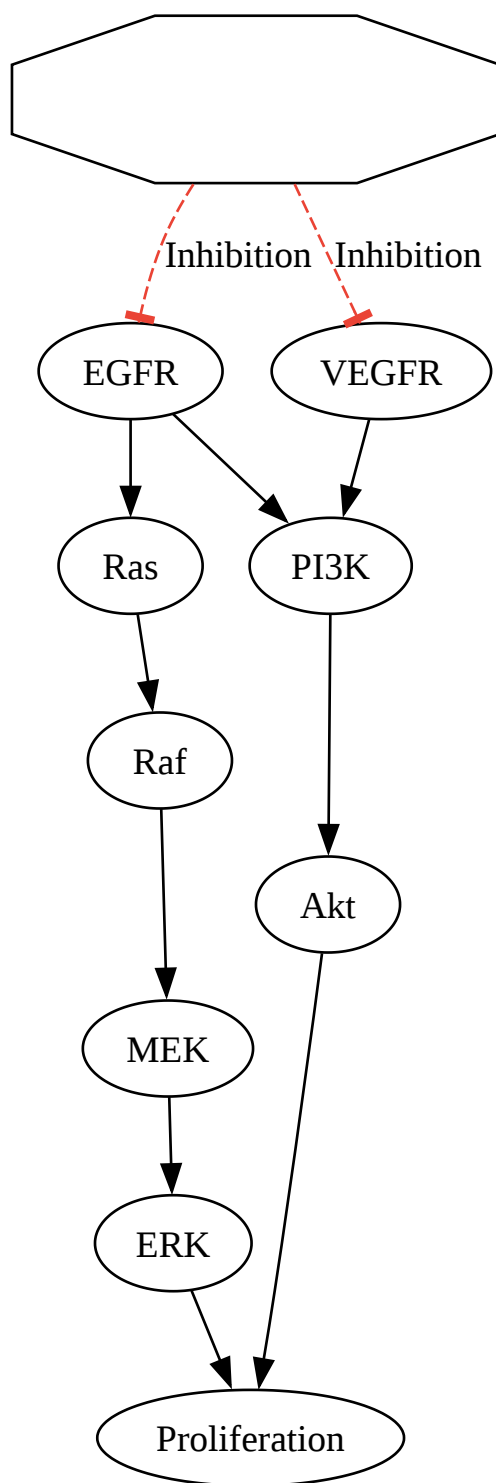 Inhibition Inhibition
EGFR VEGFR
Ras PI3K
Raf
Akt
MEK
ERK
Proliferation